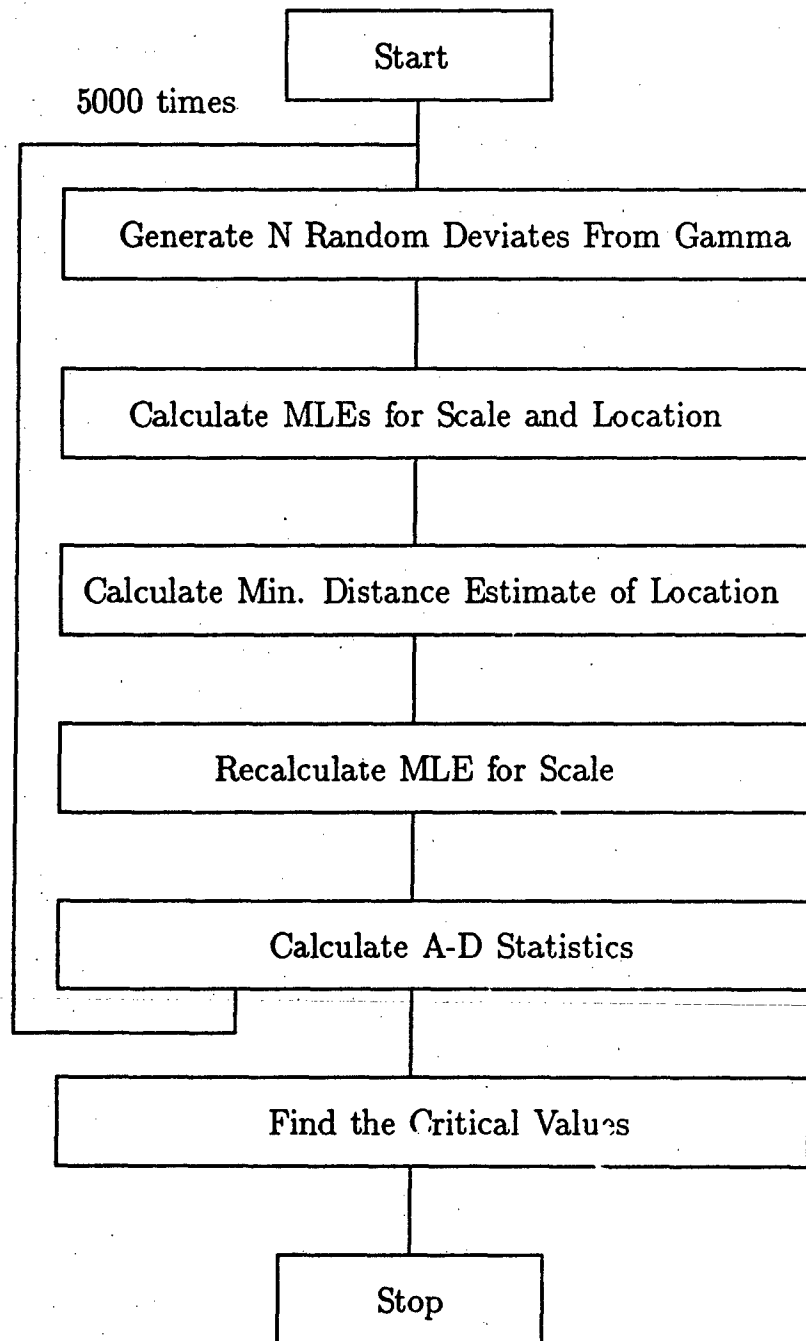 Start
5000 times
Generate N Random Deviates From Gamma
Calculate MLEs for Scale and Location
Calculate Min. Distance Estimate of Location
Recalculate MLE for Scale
Calculate A-D Statistics
Find the Critical Values
Stop